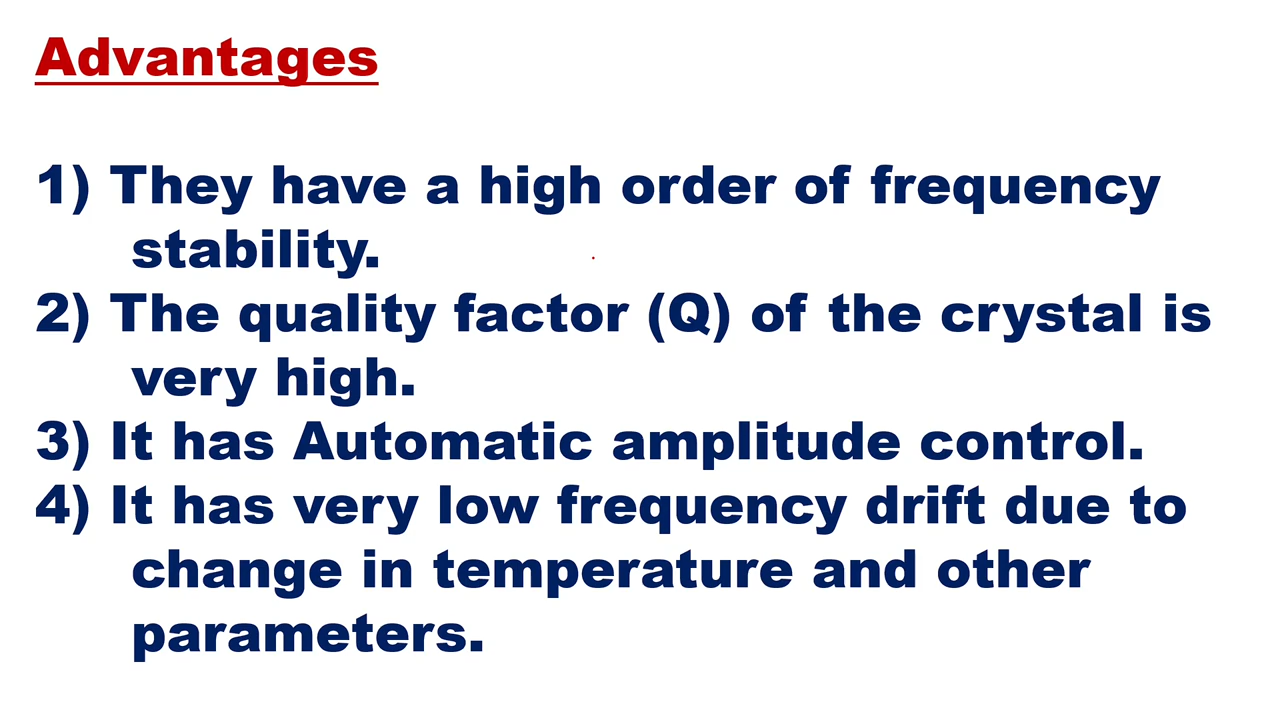 Advantages
1) They have a high order of frequency
stability.
2) The quality factor (Q) of the crystal is
very high.
3) It has Automatic amplitude control.
4) It has very low frequency drift due to
change in temperature and other
parameters.